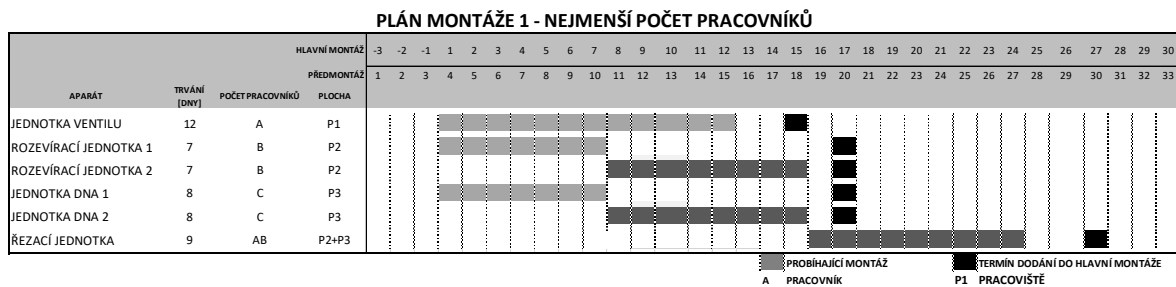 PLÁN MONTÁŽE 1 - NEJMENŠÍ POČET PRACOVNÍKŮ
HLAVNÍ MONTÁŽ -3 -2 -1 1 2 3 4 5 6 7 8 9 10 11 12 13 14 15 16 17 18 19 20 21 22 23 24 25 26 27 28 29 30
PŘEDMONTÁŽ 1 2 3 4 5 6 7 8 9 10 11 12 13 14 15 16 17 18 19 20 21 22 23 24 25 26 27 28 29 30 31 32 33
APARÁT TRVÁNÍ [DNY] POČET PRACOVNÍKŮ PLOCHA
JEDNOTKA VENTILU 12 A P1
ROZEVÍRACÍ JEDNOTKA 1 7 B P2
ROZEVÍRACÍ JEDNOTKA 2 7 B P2
JEDNOTKA DNA 1 8 C P3
JEDNOTKA DNA 2 8 C P3
ŘEZACÍ JEDNOTKA 9 AB P2+P3
PROBÍHAJÍCÍ MONTÁŽ TERMÍN DODÁNÍ DO HLAVNÍ MONTÁŽE
A PRACOVNÍK P1 PRACOVIŠTĚ